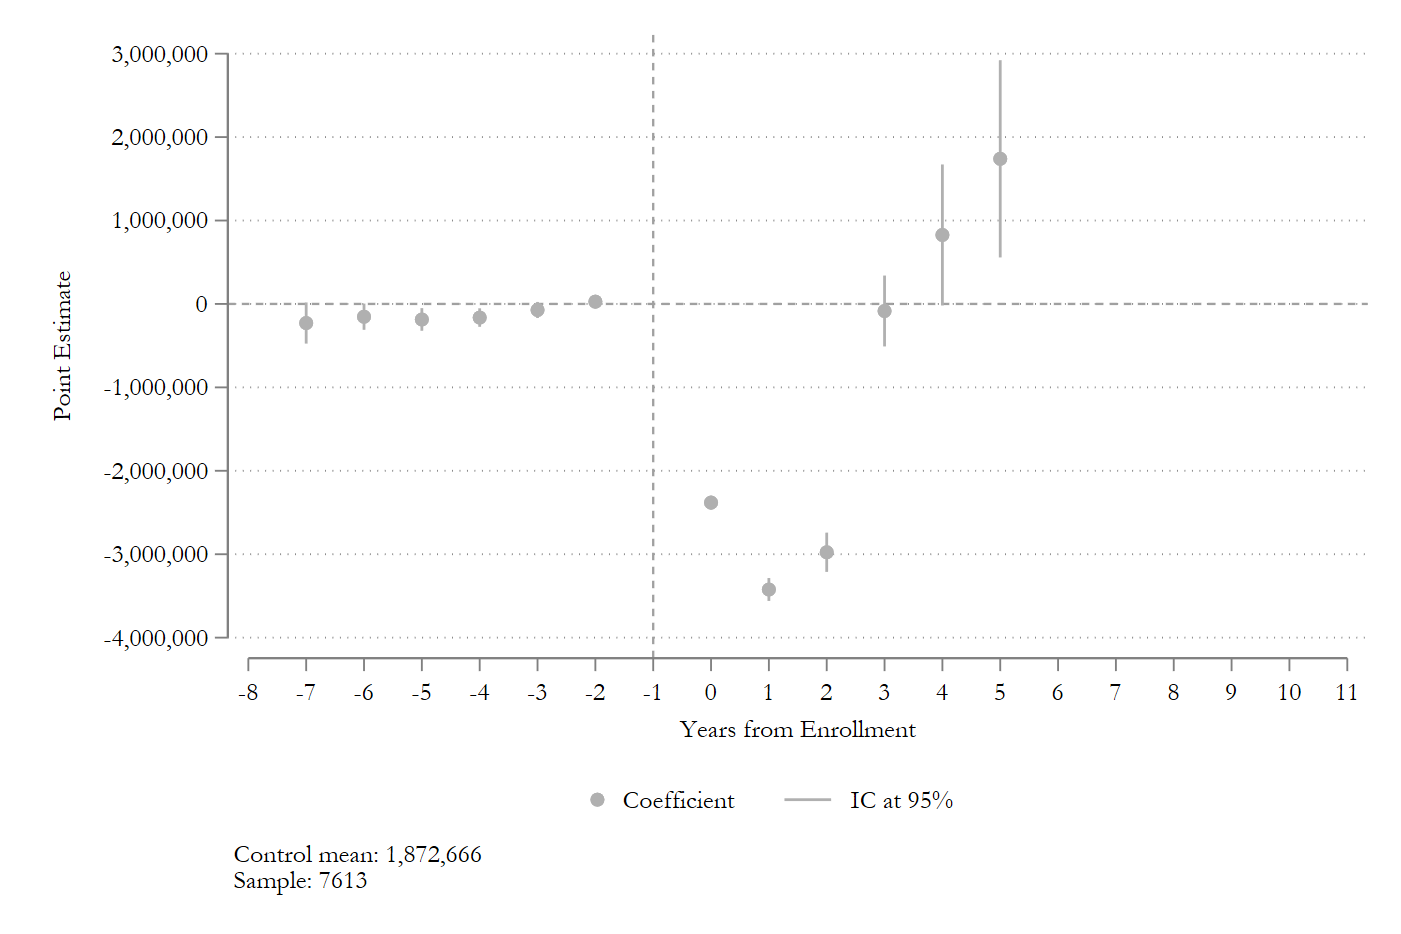 3,000,000
2,000,000
1,000,000
0
-1,000,000
-2,000,000
-3,000,000
-4,000,000
Point Estimate
-8 -7 -6 -5 -4 -3 -2 -1 0 1 2 3 4 5 6 7 8 9 10 11
Years from Enrollment
Coefficient IC at 95%
Control mean: 1,872,666
Sample: 7613